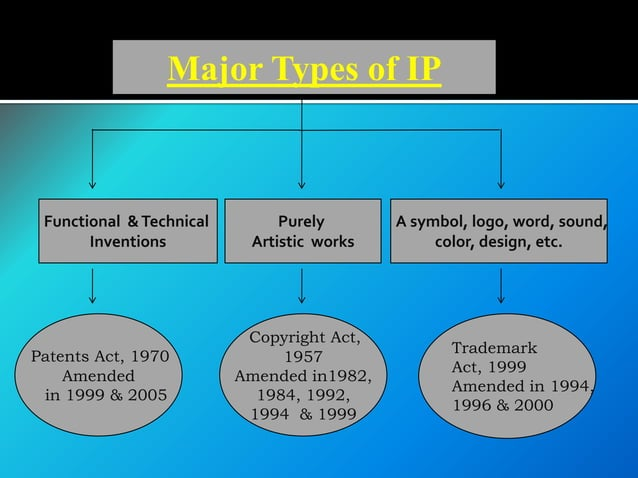 Major Types of IP
Functional & Technical
Inventions
Purely
Artistic works
A symbol, logo, word, sound,
color, design, etc.
Patents Act, 1970
Amended
in 1999 & 2005
Copyright Act,
1957
Amended in1982,
1984, 1992,
1994 & 1999
Trademark
Act, 1999
Amended in 1994,
1996 & 2000